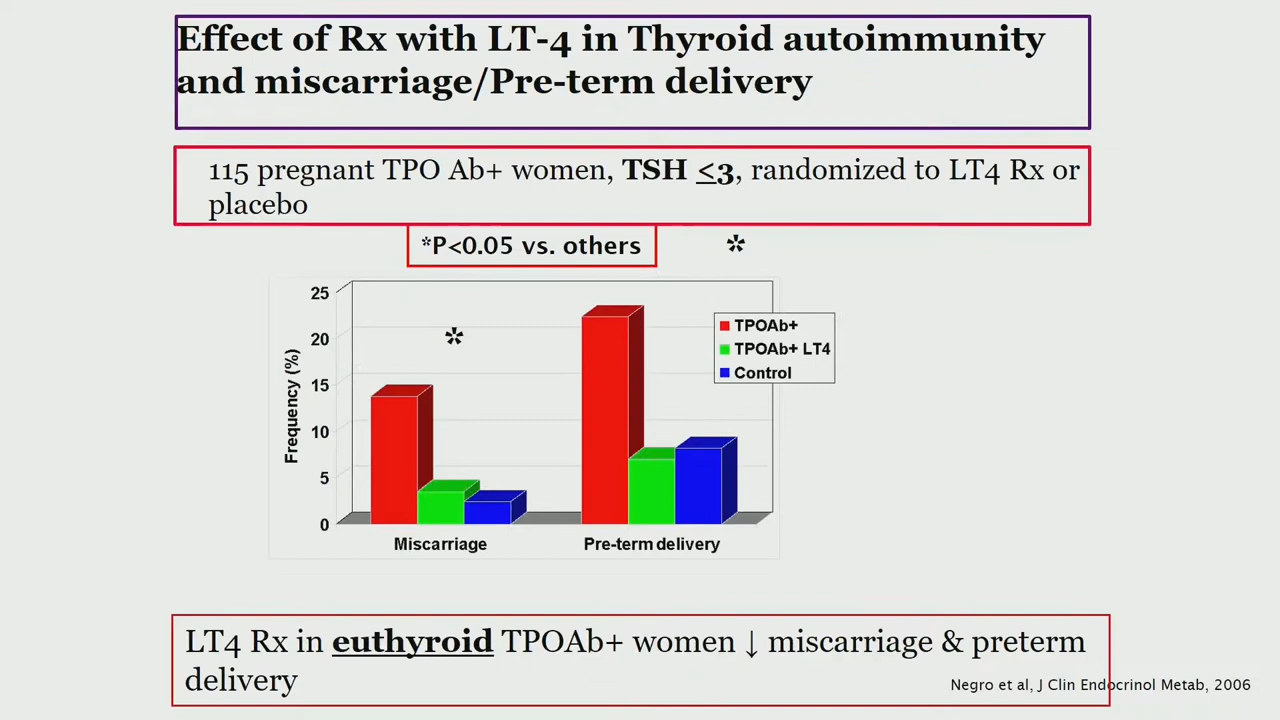 Effect of Rx with LT-4 in Thyroid autoimmunity
and miscarriage/Pre-term delivery
115 pregnant TPO Ab+ women, TSH <3, randomized to LT4 Rx or
placebo
*P<0.05 vs. others
*
25
20
15
10
5
0
Frequency (%)
*
TPOAb+
TPOAb+ LT4
Control
Miscarriage
Pre-term delivery
LT4 Rx in euthyroid TPOAb+ women ↓ miscarriage & preterm
delivery
Negro et al, J Clin Endocrinol Metab, 2006